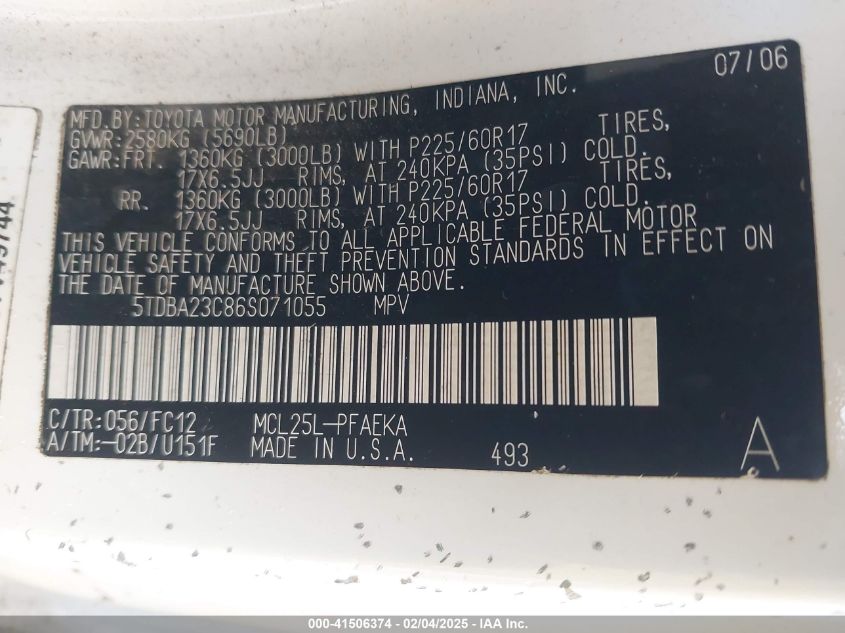 07/06
MFD.BY:TOYOTA MOTOR MANUFACTURING, INDIANA, INC.
GVWR:2580KG (5690LB)
GAWR:FRT. 1360KG (3000LB) WITH P225/60R17 TIRES,
17X6.5JJ RIMS, AT 240KPA (35PSI) COLD.
RR. 1360KG (3000LB) WITH P225/60R17 TIRES,
17X6.5JJ RIMS, AT 240KPA (35PSI) COLD.
THIS VEHICLE CONFORMS TO ALL APPLICABLE FEDERAL MOTOR
VEHICLE SAFETY AND THEFT PREVENTION STANDARDS IN EFFECT ON
THE DATE OF MANUFACTURE SHOWN ABOVE.
5TDBA23C86S071055 MPV
C/TR:056/FC12 MCL25L-PFAEKA
A/TM:-02B/U151F MADE IN U.S.A. 493 A
000-41506374 - 02/04/2025 - IAA Inc.